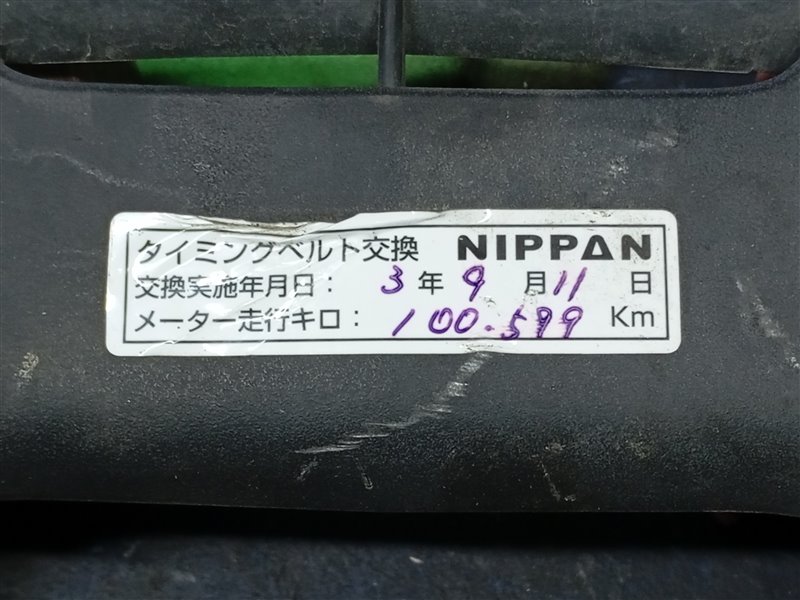 タイミングベルト交換 NIPPAN
交換実施年月日： 3 年 9 月 11 日
メーター走行キロ： 100.599 Km